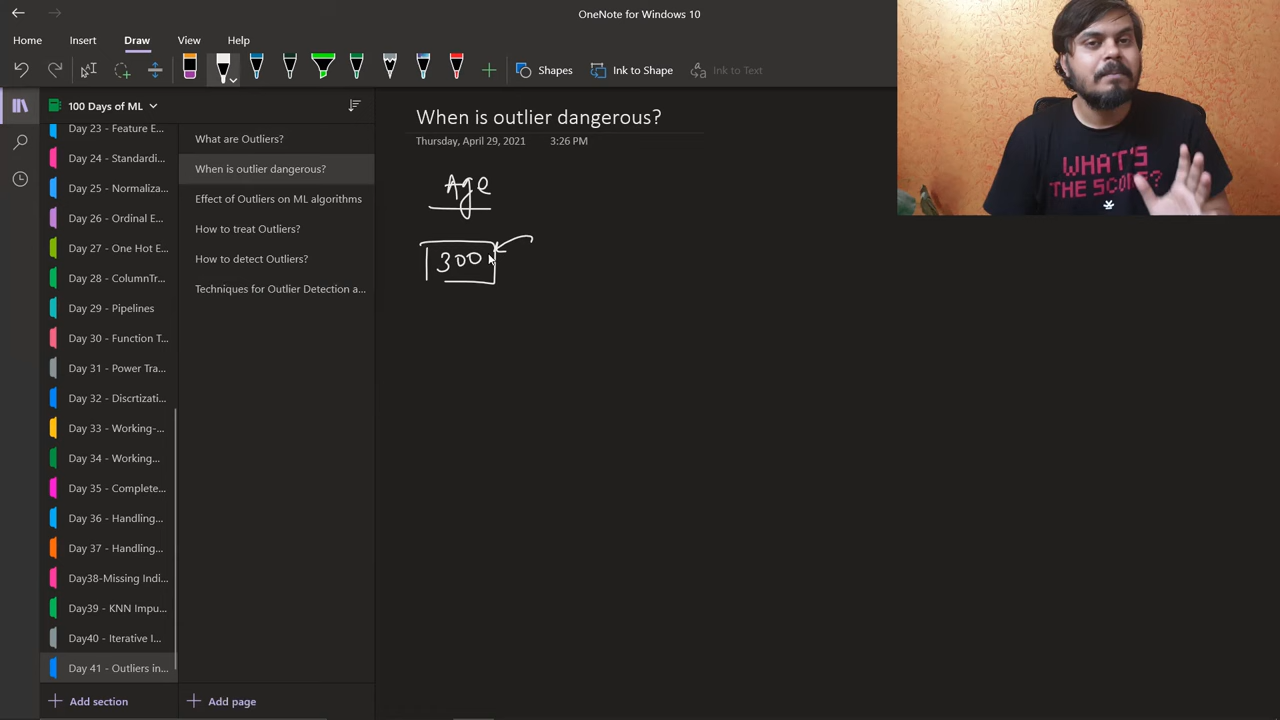 OneNote for Windows 10
Home
Insert
Draw
View
Help
Shapes
Ink to Shape
Ink to Text
100 Days of ML
Day 23 - Feature E...
Day 24 - Standardi...
Day 25 - Normaliza...
Day 26 - Ordinal E...
Day 27 - One Hot E...
Day 28 - ColumnTr...
Day 29 - Pipelines
Day 30 - Function T...
Day 31 - Power Tra...
Day 32 - Discrtizati...
Day 33 - Working-...
Day 34 - Working...
Day 35 - Complete...
Day 36 - Handling...
Day 37 - Handling...
Day38-Missing Indi...
Day39 - KNN Impu...
Day40 - Iterative I...
Day 41 - Outliers in...
Add section
What are Outliers?
When is outlier dangerous?
Effect of Outliers on ML algorithms
How to treat Outliers?
How to detect Outliers?
Techniques for Outlier Detection a...
Add page
When is outlier dangerous?
Thursday, April 29, 2021 3:26 PM
Age
300
WHAT'S
THE SCOR?